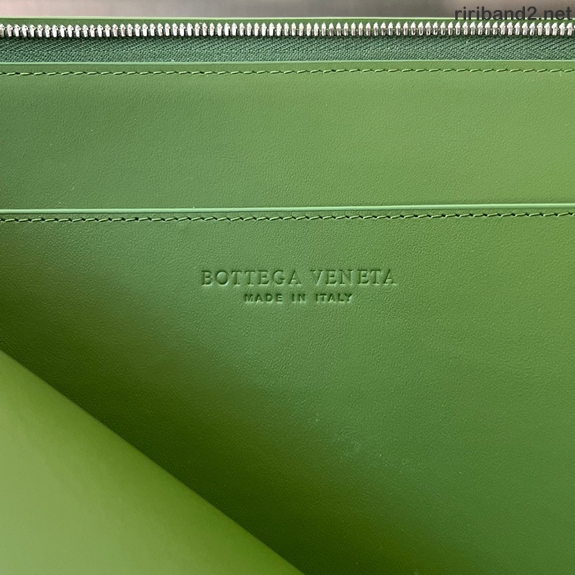 ririband2.net
BOTTEGA VENETA
MADE IN ITALY